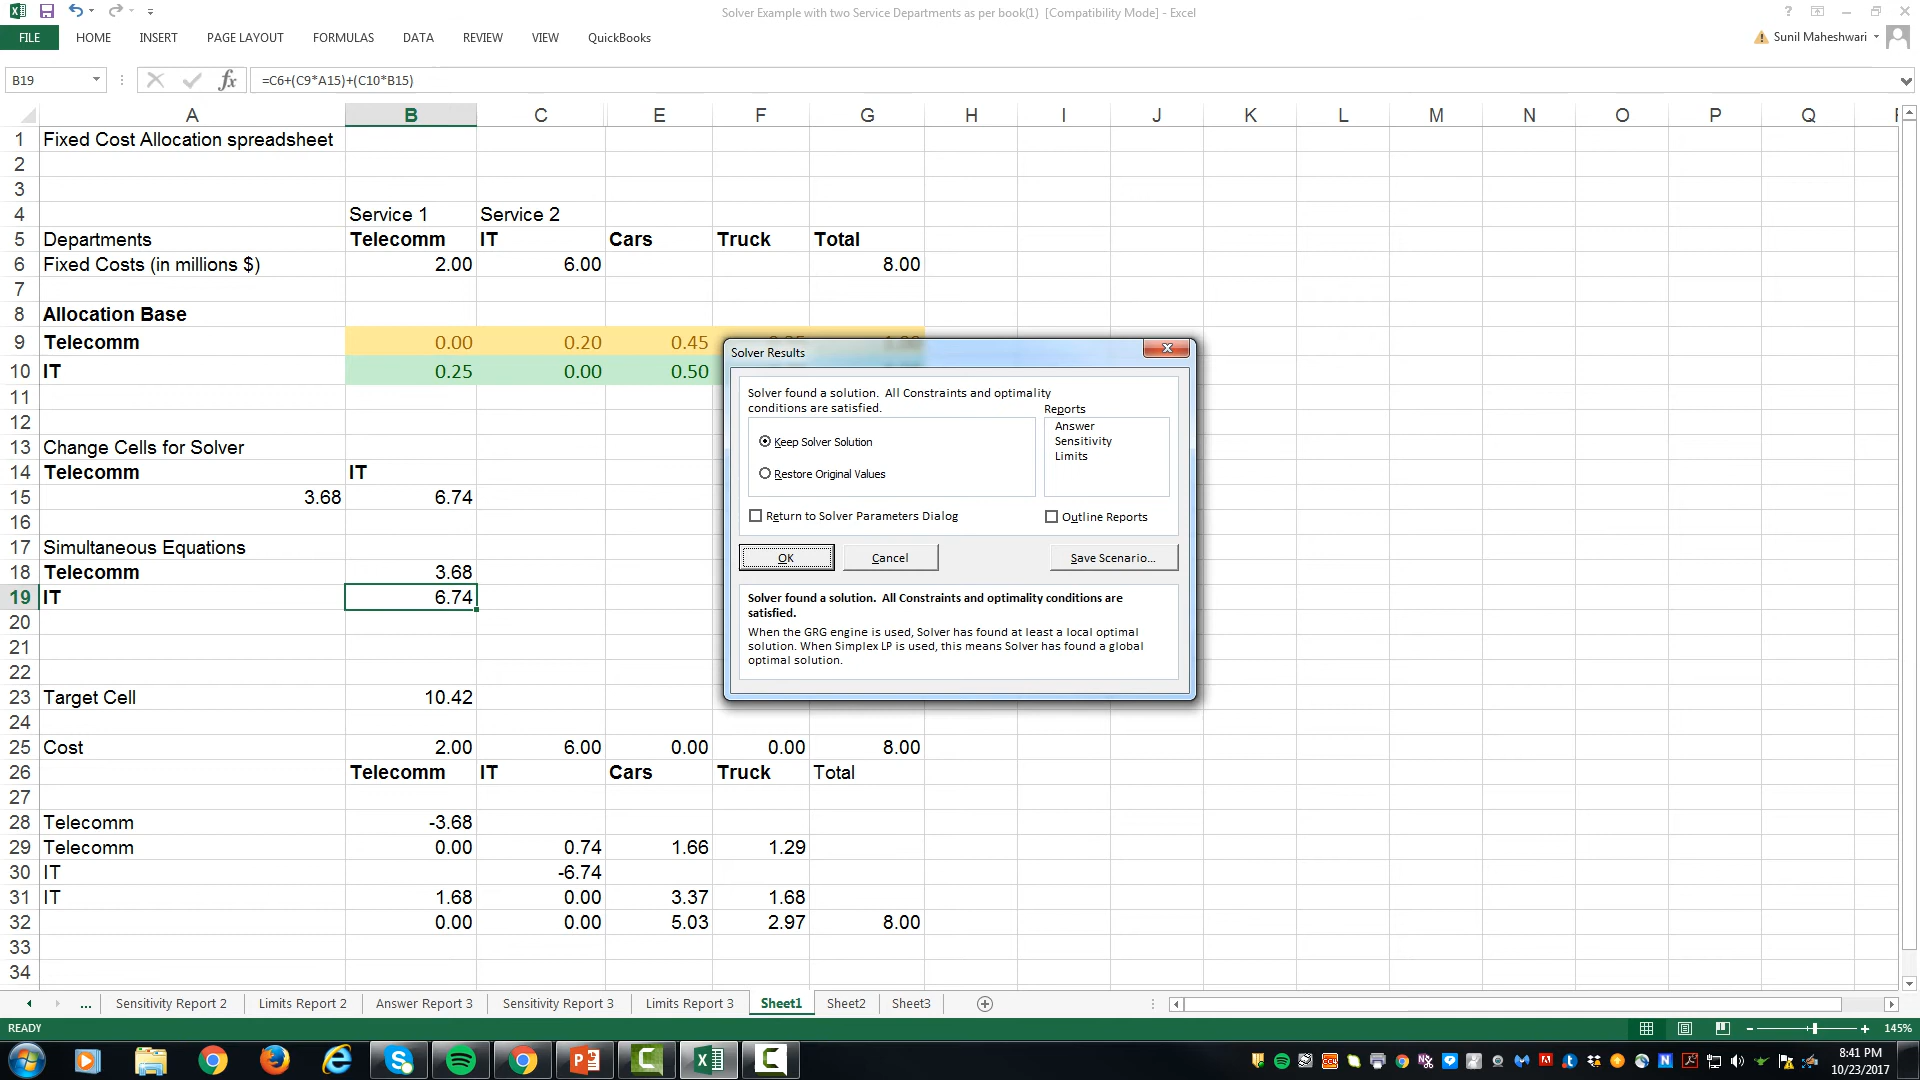 Solver Example with two Service Departments as per book(1) [Compatibility Mode] - Excel
FILE HOME INSERT PAGE LAYOUT FORMULAS DATA REVIEW VIEW QuickBooks Sunil Maheshwari
B19 fx =C6+(C9*A15)+(C10*B15)
A B C E F G H I J K L M N O P Q
1 Fixed Cost Allocation spreadsheet
2
3
4 Service 1 Service 2
5 Departments Telecomm IT Cars Truck Total
6 Fixed Costs (in millions $) 2.00 6.00 8.00
7
8 Allocation Base
9 Telecomm 0.00 0.20 0.45
10 IT 0.25 0.00 0.50
11
12
13 Change Cells for Solver
14 Telecomm IT
15 3.68 6.74
16
17 Simultaneous Equations
18 Telecomm 3.68
19 IT 6.74
20
21
22
23 Target Cell 10.42
24
25 Cost 2.00 6.00 0.00 0.00 8.00
26 Telecomm IT Cars Truck Total
27
28 Telecomm -3.68
29 Telecomm 0.00 0.74 1.66 1.29
30 IT -6.74
31 IT 1.68 0.00 3.37 1.68
32 0.00 0.00 5.03 2.97 8.00
33
34
Solver Results
Solver found a solution. All Constraints and optimality
conditions are satisfied.
Reports
Answer
Sensitivity
Limits
Keep Solver Solution
Restore Original Values
Return to Solver Parameters Dialog
Outline Reports
OK Cancel Save Scenario...
Solver found a solution. All Constraints and optimality conditions are
satisfied.
When the GRG engine is used, Solver has found at least a local optimal
solution. When Simplex LP is used, this means Solver has found a global
optimal solution.
... Sensitivity Report 2 Limits Report 2 Answer Report 3 Sensitivity Report 3 Limits Report 3 Sheet1 Sheet2 Sheet3
READY 145%
8:41 PM
10/23/2017